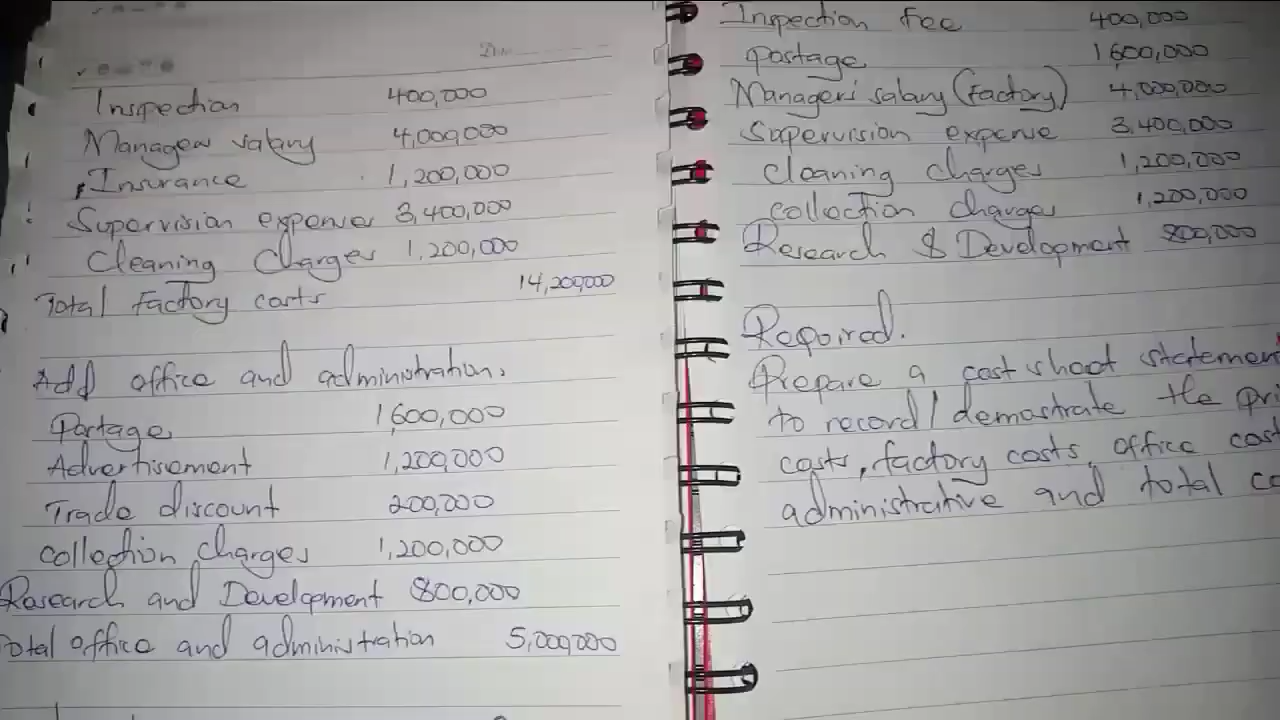 Inspection 400,000
Managers salary 4,000,000
Insurance 1,200,000
Supervision expenses 3,400,000
Cleaning Charges 1,200,000
Total factory costs 14,200,000
Add office and administration.
Postage 1,600,000
Advertisement 1,200,000
Trade discount 200,000
Collection charges 1,200,000
Research and Development 800,000
Total office and administration 5,000,000
Inspection fee 400,000
postage 1,600,000
Manager's salary (factory) 4,000,000
Supervision expense 3,400,000
Cleaning charges 1,200,000
collection charges 1,200,000
Research & Development 800,000
Required.
Prepare a cost sheet statement
to record/demostrate the pri
costs, factory costs, office cost
administrative and total co